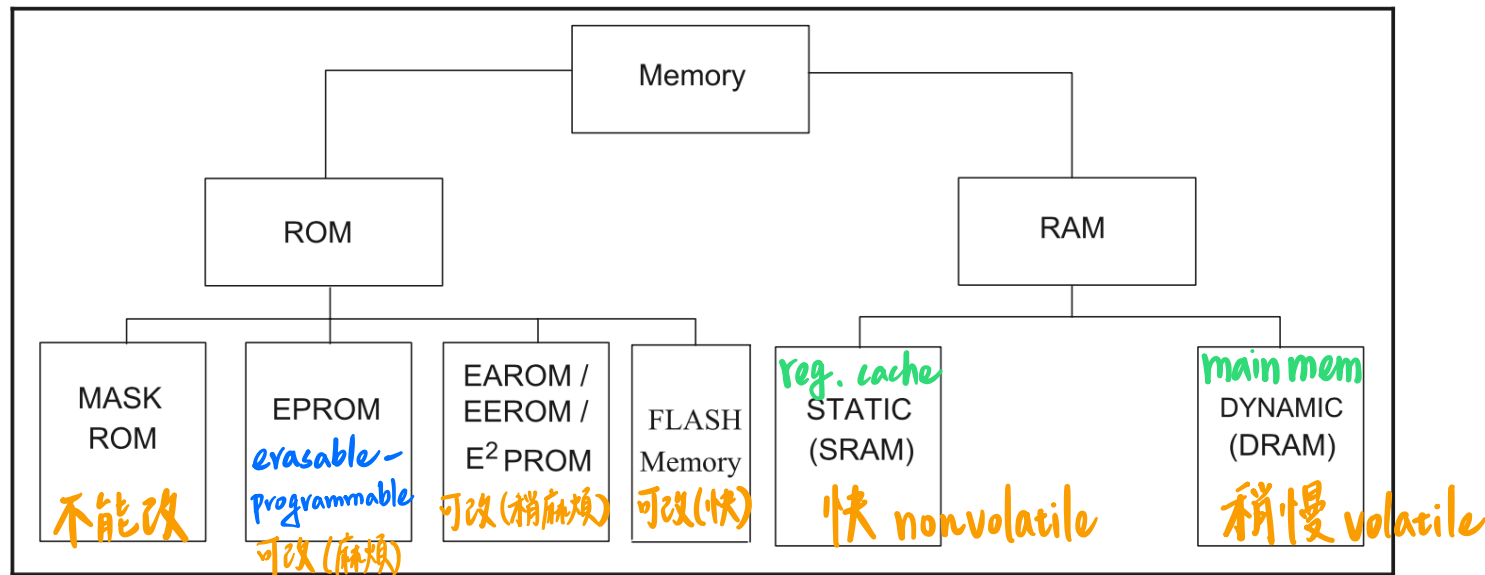 Memory
ROM
RAM
MASK
ROM
不能改
EPROM
erasable-
programmable
可改(麻煩)
EAROM /
EEROM /
E² PROM
可改(稍麻煩)
FLASH
Memory
可改(快)
reg. cache
STATIC
(SRAM)
快 nonvolatile
main mem
DYNAMIC
(DRAM)
稍慢 volatile